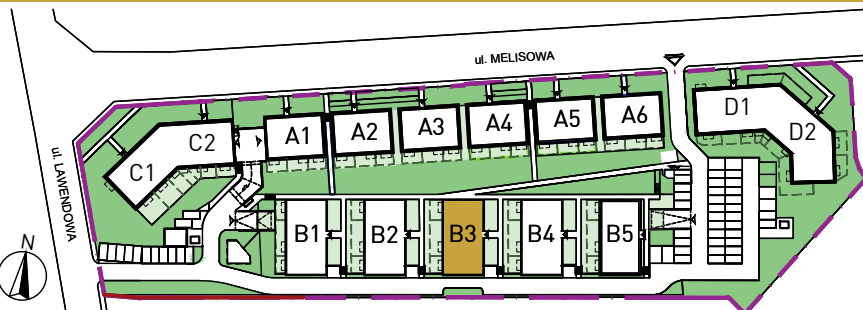 ul. MELISOWA
ul. LAWENDOWA
C1
C2
A1
A2
A3
A4
A5
A6
D1
D2
B1
B2
B3
B4
B5
N